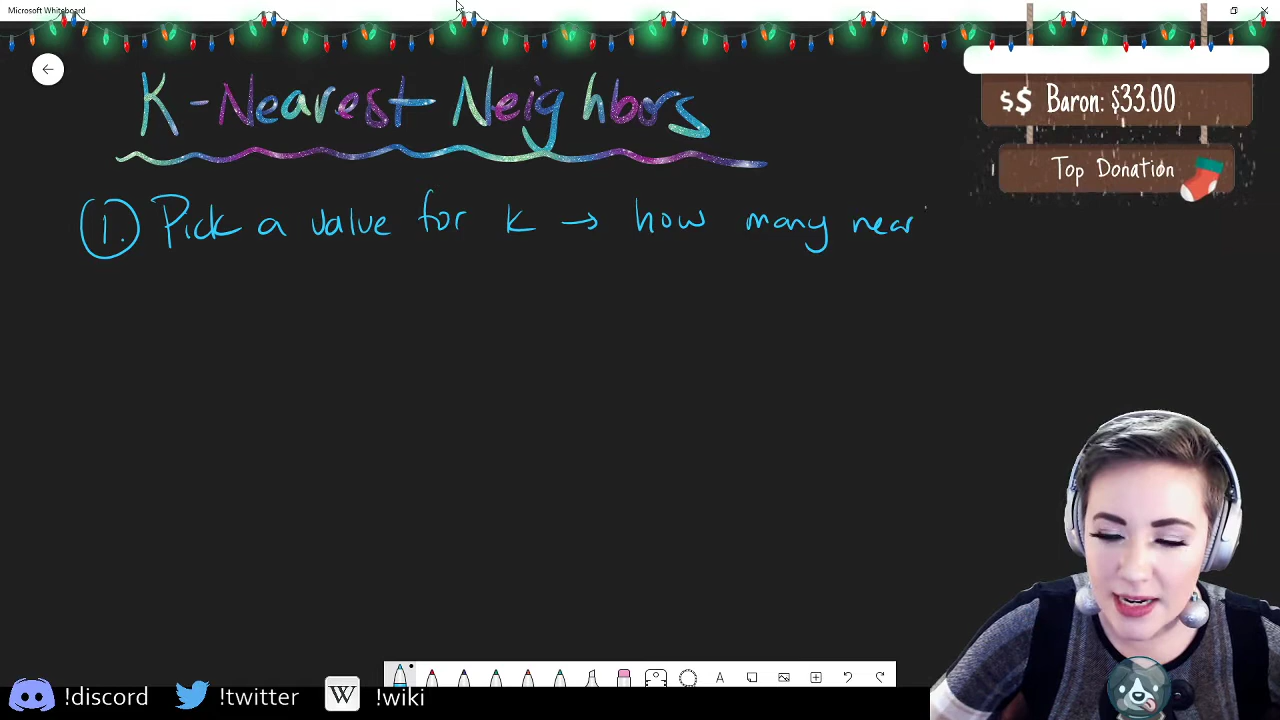 Microsoft Whiteboard
K-Nearest Neighbors
$$ Baron: $33.00
Top Donation
1. Pick a value for k → how many near
A
!discord
!twitter
W !wiki